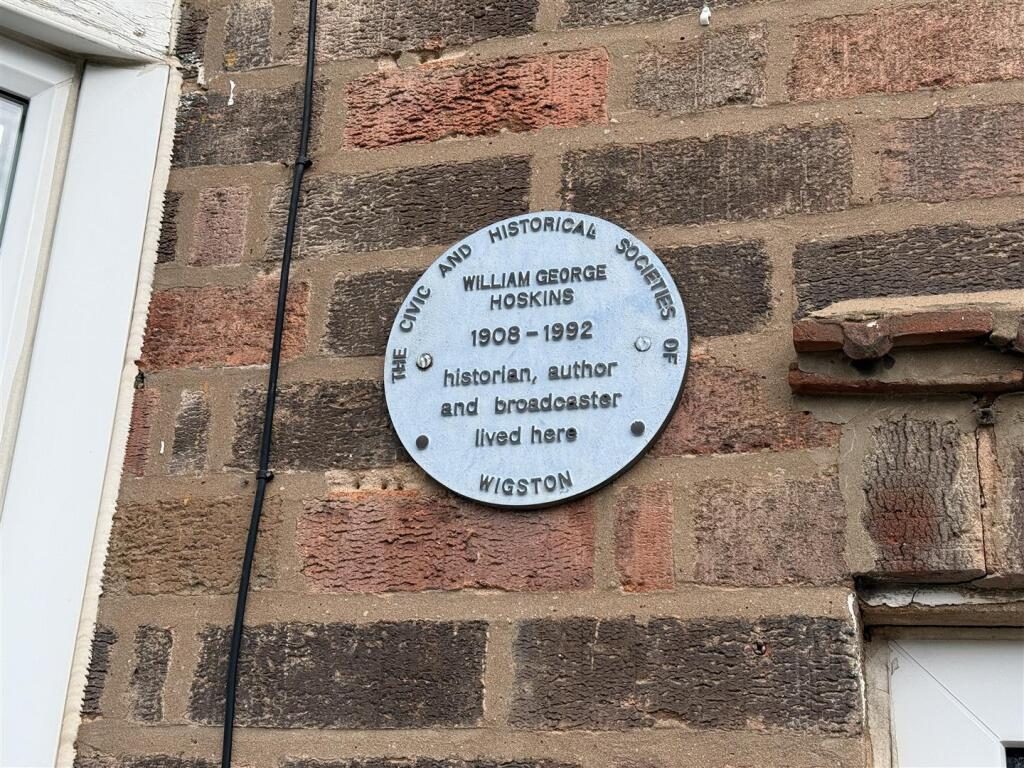 THE CIVIC AND HISTORICAL SOCIETIES OF
WILLIAM GEORGE
HOSKINS
1908-1992
historian, author
and broadcaster
lived here
WIGSTON